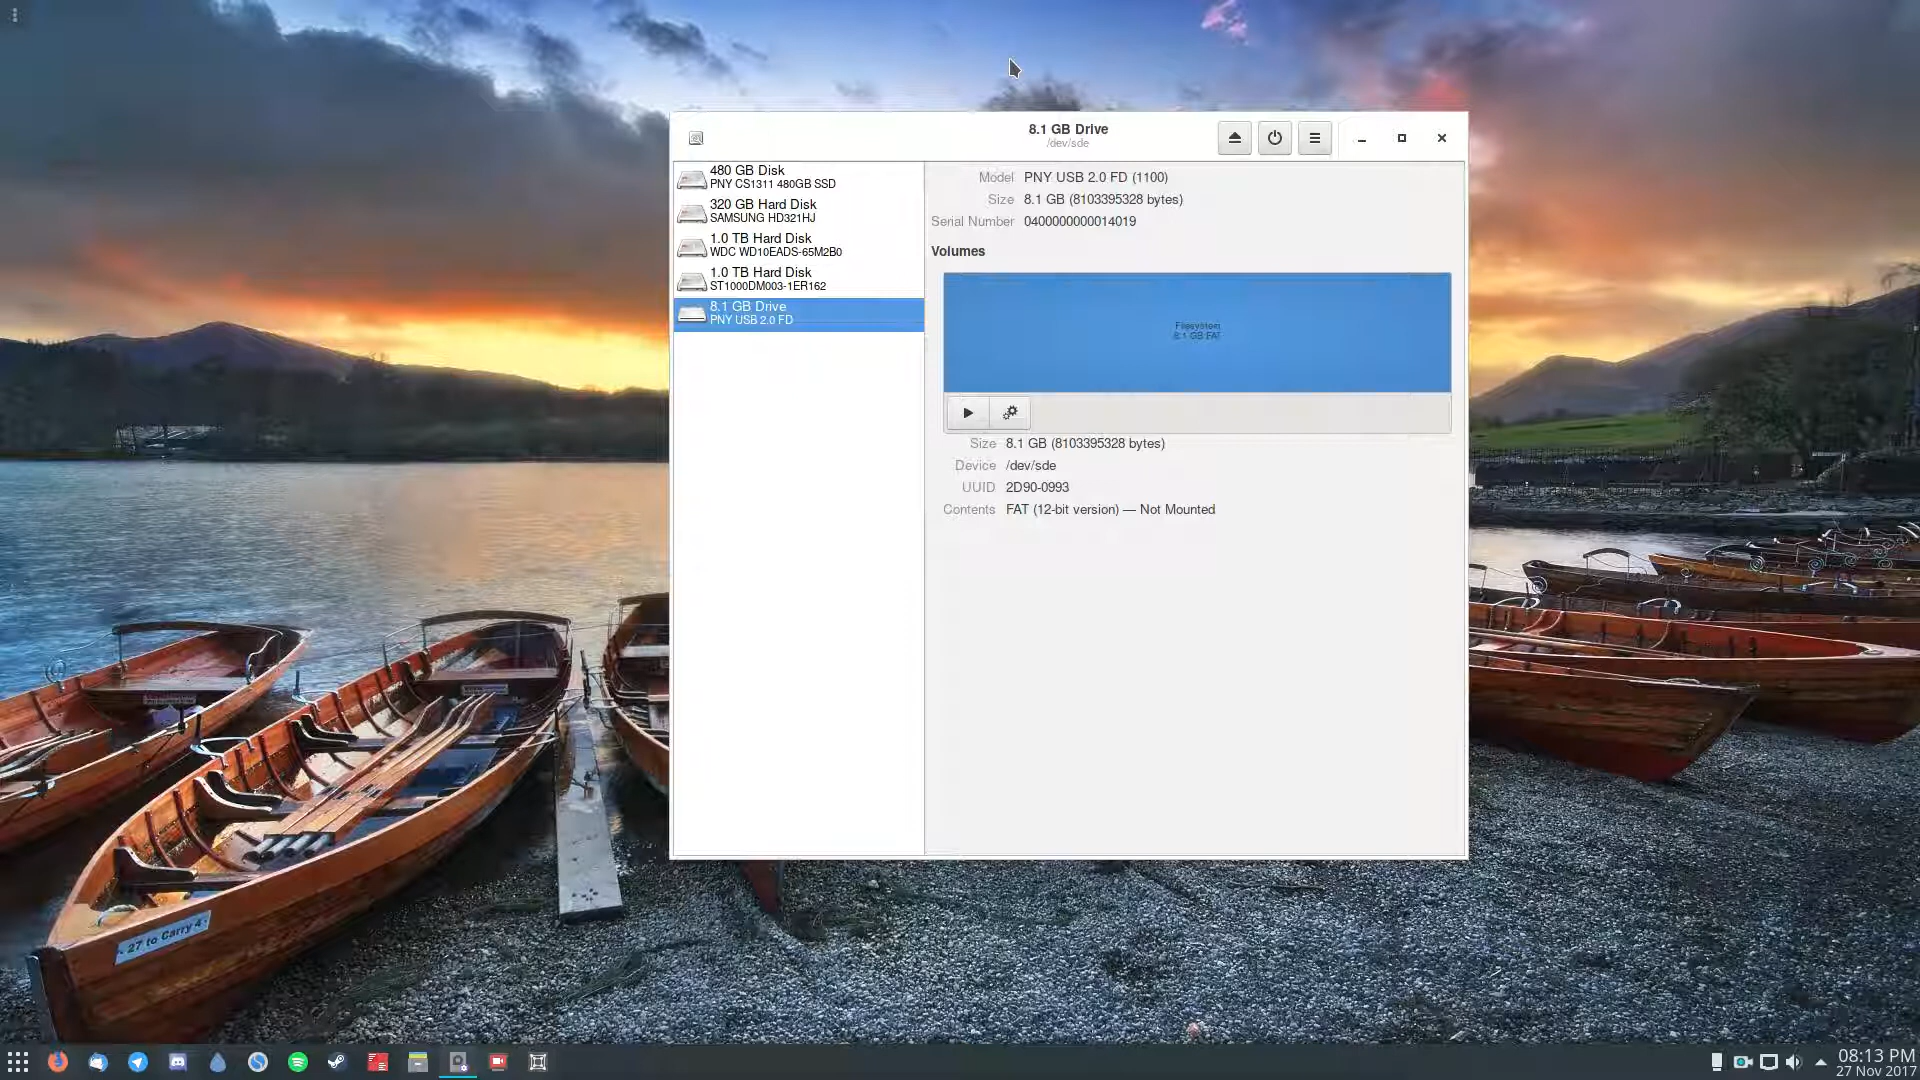 8.1 GB Drive
/dev/sde
480 GB Disk
PNY CS1311 480GB SSD
320 GB Hard Disk
SAMSUNG HD321HJ
1.0 TB Hard Disk
WDC WD10EADS-65M2B0
1.0 TB Hard Disk
ST1000DM003-1ER162
8.1 GB Drive
PNY USB 2.0 FD
Model PNY USB 2.0 FD (1100)
Size 8.1 GB (8103395328 bytes)
Serial Number 0400000000014019
Volumes
Filesystem
8.1 GB FAT
Size 8.1 GB (8103395328 bytes)
Device /dev/sde
UUID 2D90-0993
Contents FAT (12-bit version) — Not Mounted
27 to Carry 4
08:13 PM
27 Nov 2017